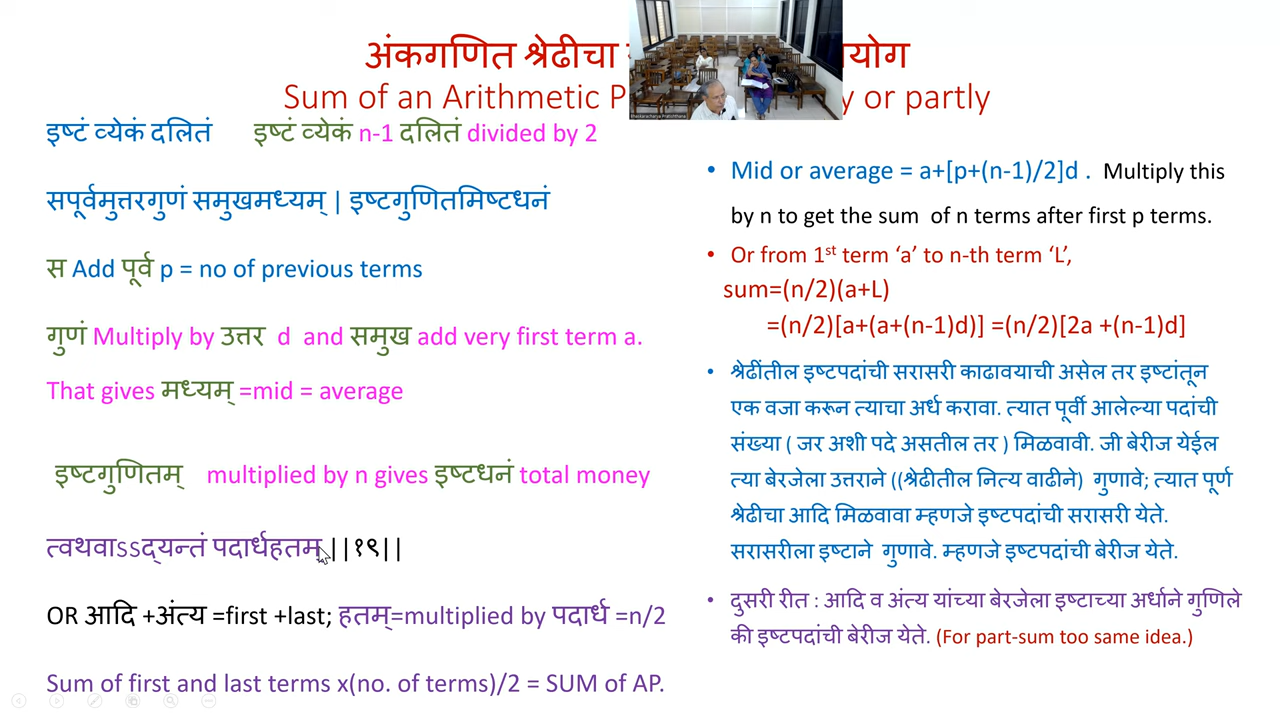 अंकगणित श्रेढीचा योग
Sum of an Arithmetic P y or partly
इष्टं व्येकं दलितं इष्टं व्येकं n-1 दलितं divided by 2
सपूर्वमुत्तरगुणं समुखमध्यम् | इष्टगुणितमिष्टधनं
स Add पूर्व p = no of previous terms
गुणं Multiply by उत्तर d and समुख add very first term a.
That gives मध्यम् =mid = average
इष्टगुणितम् multiplied by n gives इष्टधनं total money
त्वथवाSSद्यन्तं पदार्धहतम् ||१९||
OR आदि +अंत्य =first +last; हतम्=multiplied by पदार्ध =n/2
Sum of first and last terms x(no. of terms)/2 = SUM of AP.
• Mid or average = a+[p+(n-1)/2]d . Multiply this
by n to get the sum of n terms after first p terms.
• Or from 1st term ‘a’ to n-th term ‘L’,
sum=(n/2)(a+L)
=(n/2)[a+(a+(n-1)d)] =(n/2)[2a +(n-1)d]
• श्रेढींतील इष्टपदांची सरासरी काढावयाची असेल तर इष्टांतून
एक वजा करून त्याचा अर्ध करावा. त्यात पूर्वी आलेल्या पदांची
संख्या ( जर अशी पदे असतील तर ) मिळवावी. जी बेरीज येईल
त्या बेरजेला उत्तराने ((श्रेढीतील नित्य वाढीने) गुणावे; त्यात पूर्ण
श्रेढीचा आदि मिळवावा म्हणजे इष्टपदांची सरासरी येते.
सरासरीला इष्टाने गुणावे. म्हणजे इष्टपदांची बेरीज येते.
• दुसरी रीत : आदि व अंत्य यांच्या बेरजेला इष्टाच्या अर्धाने गुणिले
की इष्टपदांची बेरीज येते. (For part-sum too same idea.)